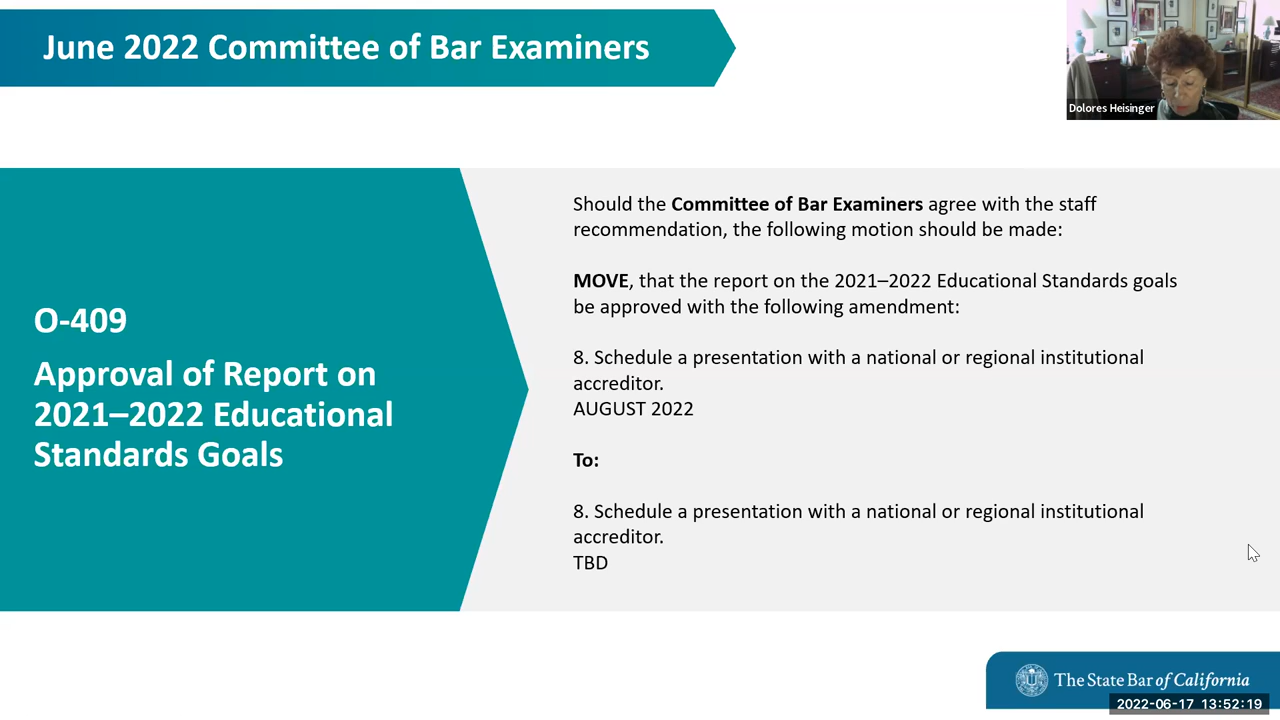 June 2022 Committee of Bar Examiners
Dolores Heisinger
O-409
Approval of Report on
2021–2022 Educational
Standards Goals
Should the Committee of Bar Examiners agree with the staff
recommendation, the following motion should be made:
MOVE, that the report on the 2021–2022 Educational Standards goals
be approved with the following amendment:
8. Schedule a presentation with a national or regional institutional
accreditor.
AUGUST 2022
To:
8. Schedule a presentation with a national or regional institutional
accreditor.
TBD
The State Bar of California
2022-06-17 13:52:19